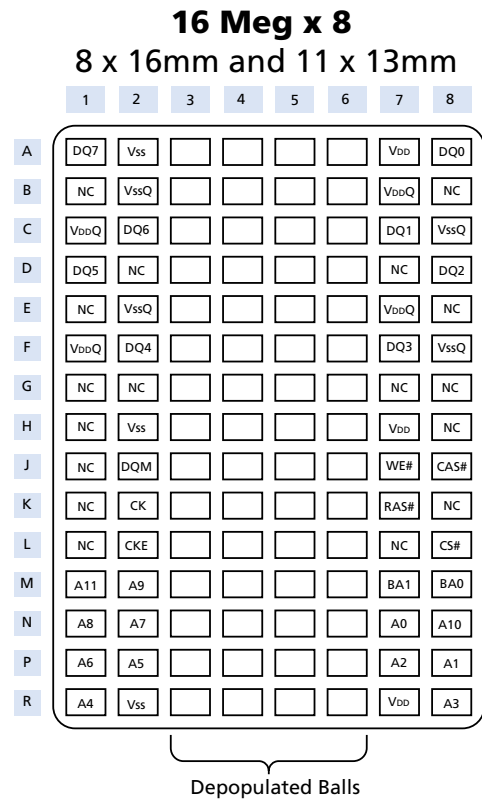 16 Meg x 8
8 x 16mm and 11 x 13mm
1 2 3 4 5 6 7 8
A DQ7 Vss VDD DQ0
B NC VssQ VDDQ NC
C VDDQ DQ6 DQ1 VssQ
D DQ5 NC NC DQ2
E NC VssQ VDDQ NC
F VDDQ DQ4 DQ3 VssQ
G NC NC NC NC
H NC Vss VDD NC
J NC DQM WE# CAS#
K NC CK RAS# NC
L NC CKE NC CS#
M A11 A9 BA1 BA0
N A8 A7 A0 A10
P A6 A5 A2 A1
R A4 Vss VDD A3
Depopulated Balls